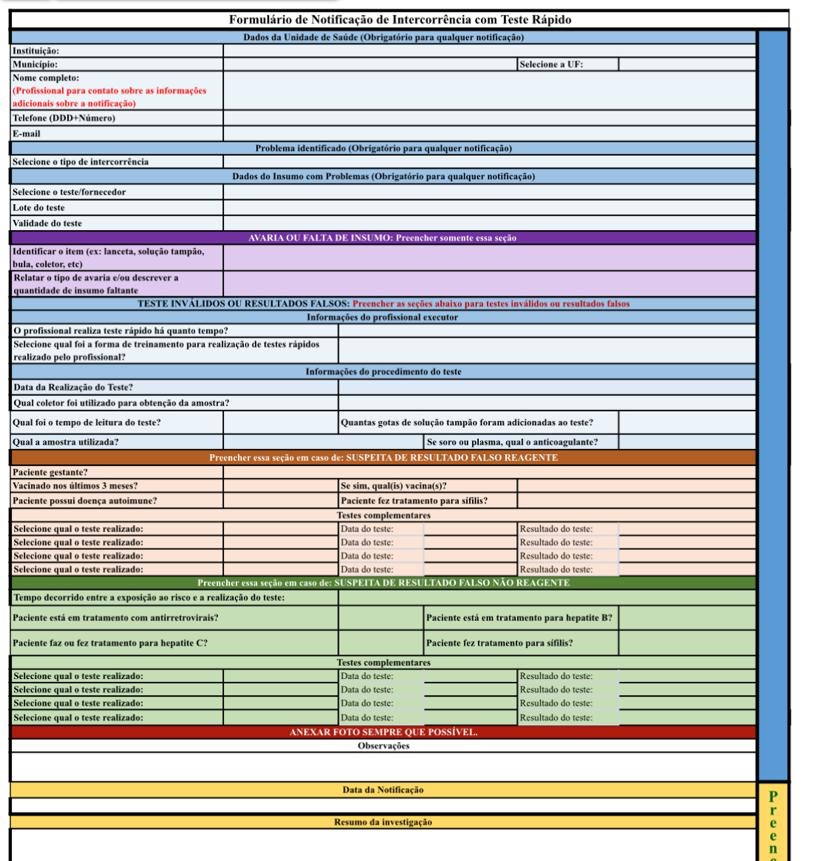 Formulário de Notificação de Intercorrência com Teste Rápido
Dados da Unidade de Saúde (Obrigatório para qualquer notificação)
Instituição:
Município: Selecione a UF:
Nome completo:
(Profissional para contato sobre as informações
adicionais sobre a notificação)
Telefone (DDD+Número)
E-mail
Problema identificado (Obrigatório para qualquer notificação)
Selecione o tipo de intercorrência
Dados do Insumo com Problemas (Obrigatório para qualquer notificação)
Selecione o teste/fornecedor
Lote do teste
Validade do teste
AVARIA OU FALTA DE INSUMO: Preencher somente essa seção
Identificar o item (ex: lanceta, solução tampão,
bula, coletor, etc)
Relatar o tipo de avaria e/ou descrever a
quantidade de insumo faltante
TESTE INVÁLIDOS OU RESULTADOS FALSOS: Preencher as seções abaixo para testes inválidos ou resultados falsos
Informações do profissional executor
O profissional realiza teste rápido há quanto tempo?
Selecione qual foi a forma de treinamento para realização de testes rápidos
realizado pelo profissional?
Informações do procedimento do teste
Data da Realização do Teste?
Qual coletor foi utilizado para obtenção da amostra?
Qual foi o tempo de leitura do teste? Quantas gotas de solução tampão foram adicionadas ao teste?
Qual a amostra utilizada? Se soro ou plasma, qual o anticoagulante?
Preencher essa seção em caso de: SUSPEITA DE RESULTADO FALSO REAGENTE
Paciente gestante?
Vacinado nos últimos 3 meses? Se sim, qual(is) vacina(s)?
Paciente possui doença autoimune? Paciente fez tratamento para sífilis?
Testes complementares
Selecione qual o teste realizado: Data do teste: Resultado do teste:
Selecione qual o teste realizado: Data do teste: Resultado do teste:
Selecione qual o teste realizado: Data do teste: Resultado do teste:
Selecione qual o teste realizado: Data do teste: Resultado do teste:
Preencher essa seção em caso de: SUSPEITA DE RESULTADO FALSO NÃO REAGENTE
Tempo decorrido entre a exposição ao risco e a realização do teste:
Paciente está em tratamento com antirretrovirais? Paciente está em tratamento para hepatite B?
Paciente faz ou fez tratamento para hepatite C? Paciente fez tratamento para sífilis?
Testes complementares
Selecione qual o teste realizado: Data do teste: Resultado do teste:
Selecione qual o teste realizado: Data do teste: Resultado do teste:
Selecione qual o teste realizado: Data do teste: Resultado do teste:
Selecione qual o teste realizado: Data do teste: Resultado do teste:
ANEXAR FOTO SEMPRE QUE POSSÍVEL.
Observações
Data da Notificação
Resumo da investigação
P
r
e
e
n